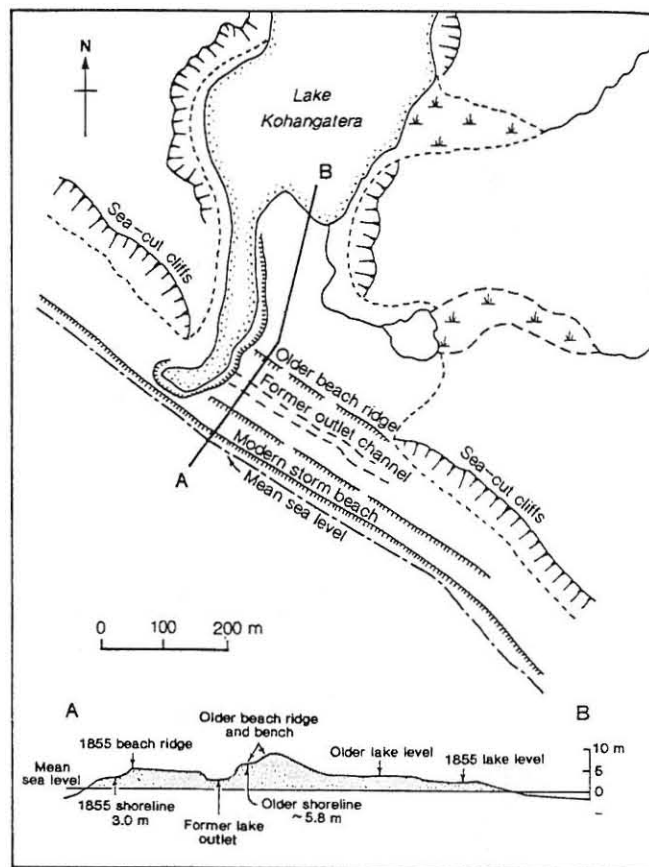 N
Lake
Kohangatera
B
Sea-cut cliffs
Older beach ridge
Former outlet channel
Modern storm beach
Mean sea level
A
Sea-cut cliffs
0 100 200 m
A
B
Older beach ridge
and bench
1855 beach ridge
Older lake level
1855 lake level
10 m
Mean
sea level
5
0
–
1855 shoreline
3.0 m
Former lake
outlet
Older shoreline
~ 5.8 m